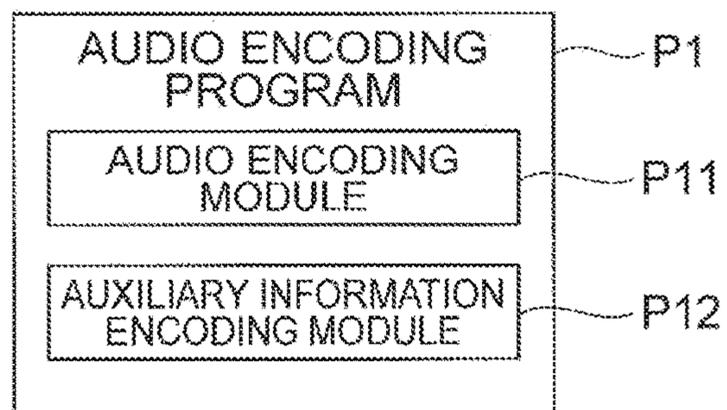 AUDIO ENCODING
PROGRAM
P1
AUDIO ENCODING
MODULE
P11
AUXILIARY INFORMATION
ENCODING MODULE
P12